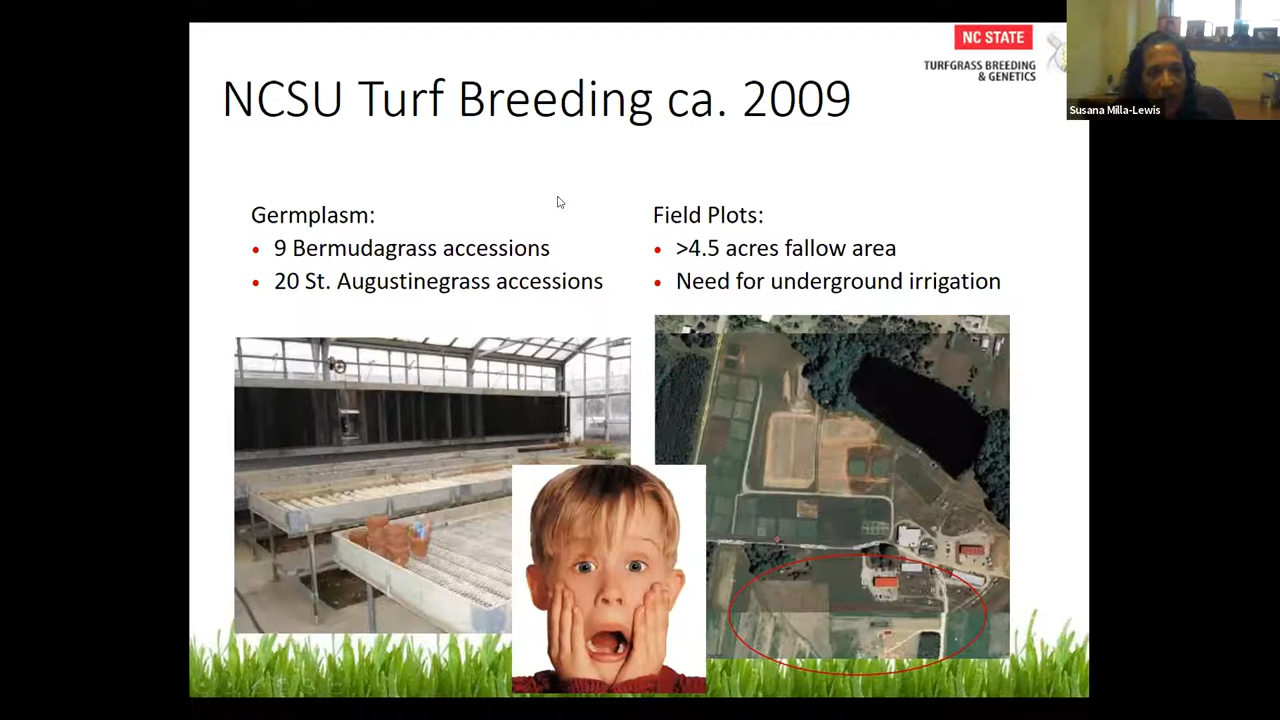 NC STATE
TURFGRASS BREEDING
& GENETICS
Susana Milla-Lewis
NCSU Turf Breeding ca. 2009
Germplasm:
• 9 Bermudagrass accessions
• 20 St. Augustinegrass accessions
Field Plots:
• >4.5 acres fallow area
• Need for underground irrigation